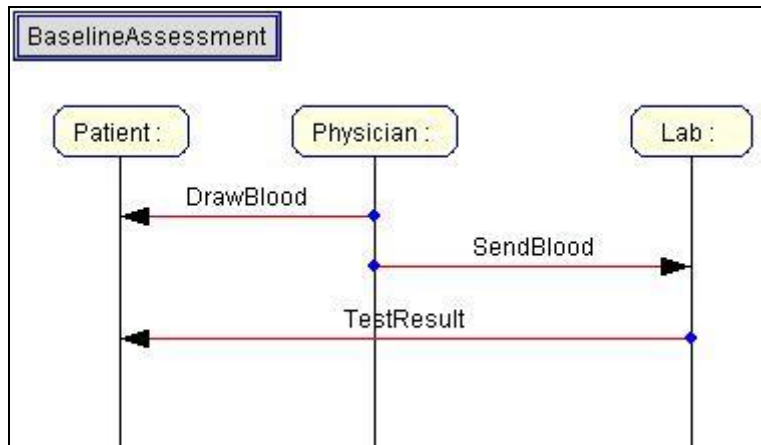 BaselineAssessment
Patient :
Physician :
Lab :
DrawBlood
SendBlood
TestResult